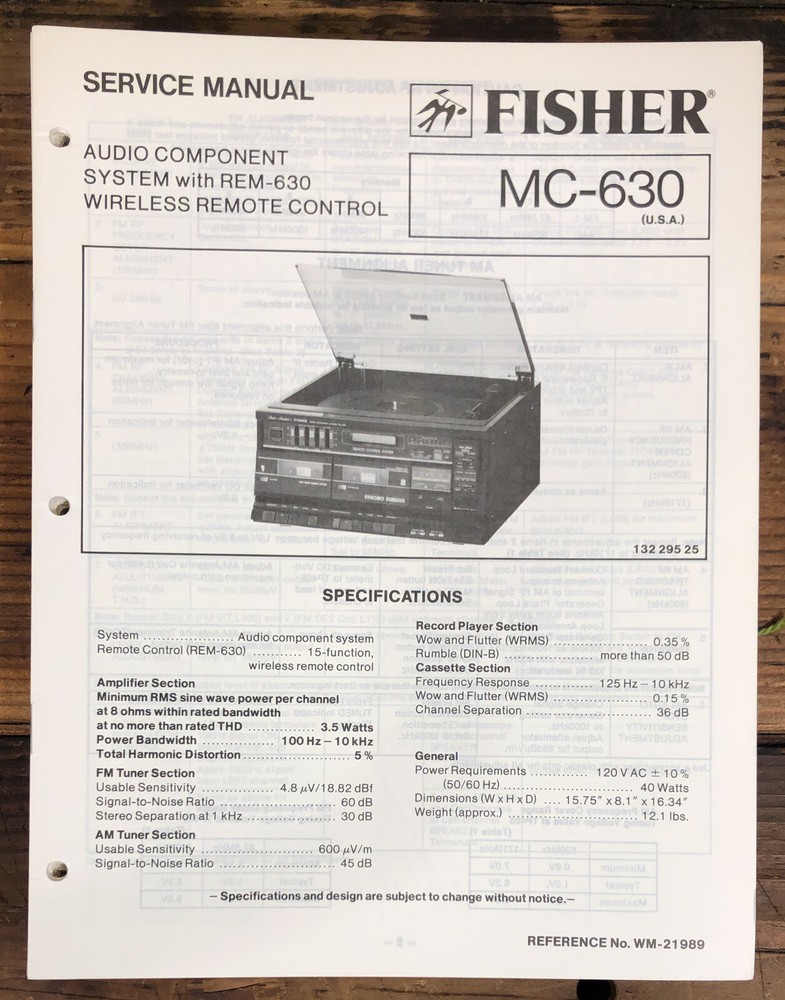 SERVICE MANUAL
FISHER®
AUDIO COMPONENT
SYSTEM with REM-630
WIRELESS REMOTE CONTROL
MC-630
(U.S.A.)
132 295 25
SPECIFICATIONS
System .................. Audio component system
Remote Control (REM-630) .......... 15-function,
wireless remote control
Amplifier Section
Minimum RMS sine wave power per channel
at 8 ohms within rated bandwidth
at no more rated THD .............. 3.5 Watts
Power Bandwidth .............. 100 Hz – 10 kHz
Total Harmonic Distortion ................. 5 %
FM Tuner Section
Usable Sensitivity ............... 4.8 μV/18.82 dBf
Signal-to-Noise Ratio .................... 60 dB
Stereo Separation at 1 kHz ............... 30 dB
AM Tuner Section
Usable Sensitivity ...................... 600 μV/m
Signal-to-Noise Ratio .................... 45 dB
Record Player Section
Wow and Flutter (WRMS) ................ 0.35 %
Rumble (DIN-B) ................. more than 50 dB
Cassette Section
Frequency Response ............ 125 Hz – 10 kHz
Wow and Flutter (WRMS) ................ 0.15 %
Channel Separation ...................... 36 dB
General
Power Requirements ............ 120 V AC ± 10 %
(50/60 Hz) ........................ 40 Watts
Dimensions (W x H x D) .... 15.75" x 8.1" x 16.34"
Weight (approx.) ...................... 12.1 lbs.
– Specifications and design are subject to change without notice. –
REFERENCE No. WM-21989